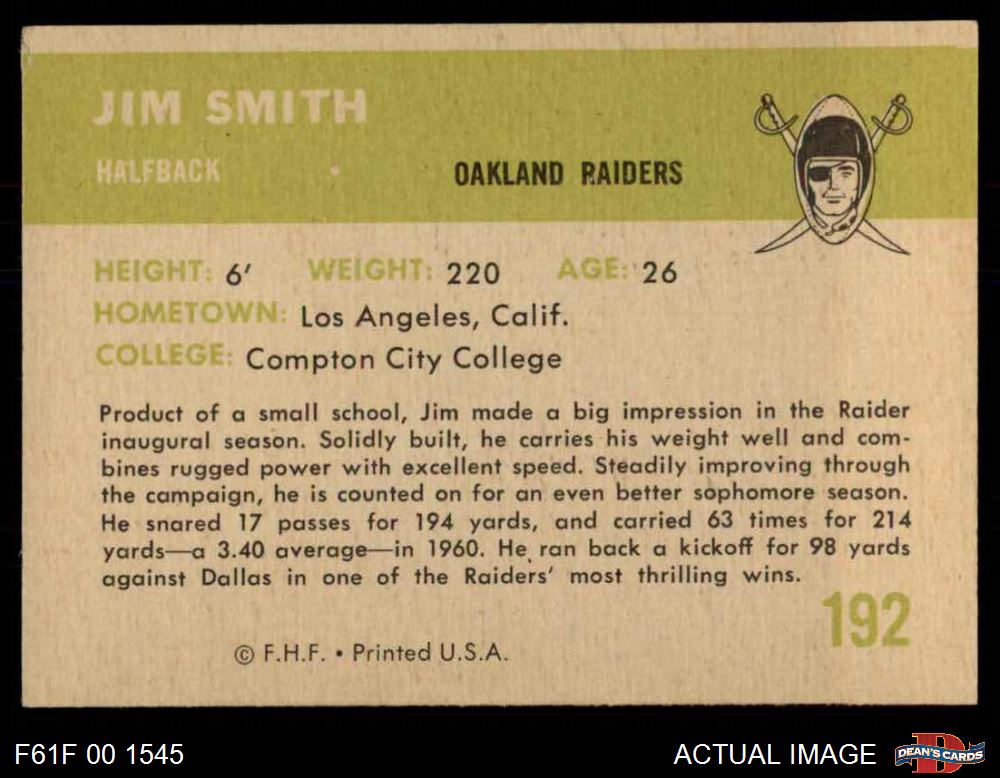 JIM SMITH
HALFBACK • OAKLAND RAIDERS
HEIGHT: 6' WEIGHT: 220 AGE: 26
HOMETOWN: Los Angeles, Calif.
COLLEGE: Compton City College
Product of a small school, Jim made a big impression in the Raider
inaugural season. Solidly built, he carries his weight well and com-
bines rugged power with excellent speed. Steadily improving through
the campaign, he is counted on for an even better sophomore season.
He snared 17 passes for 194 yards, and carried 63 times for 214
yards—a 3.40 average—in 1960. He ran back a kickoff for 98 yards
against Dallas in one of the Raiders' most thrilling wins.
192
© F.H.F. • Printed U.S.A.
F61F 00 1545 ACTUAL IMAGE DEAN'S CARDS